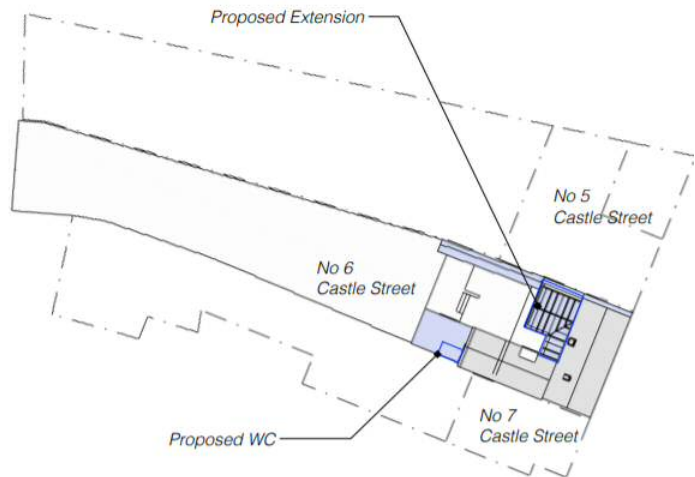 Proposed Extension
No 5
Castle Street
No 6
Castle Street
No 7
Castle Street
Proposed WC